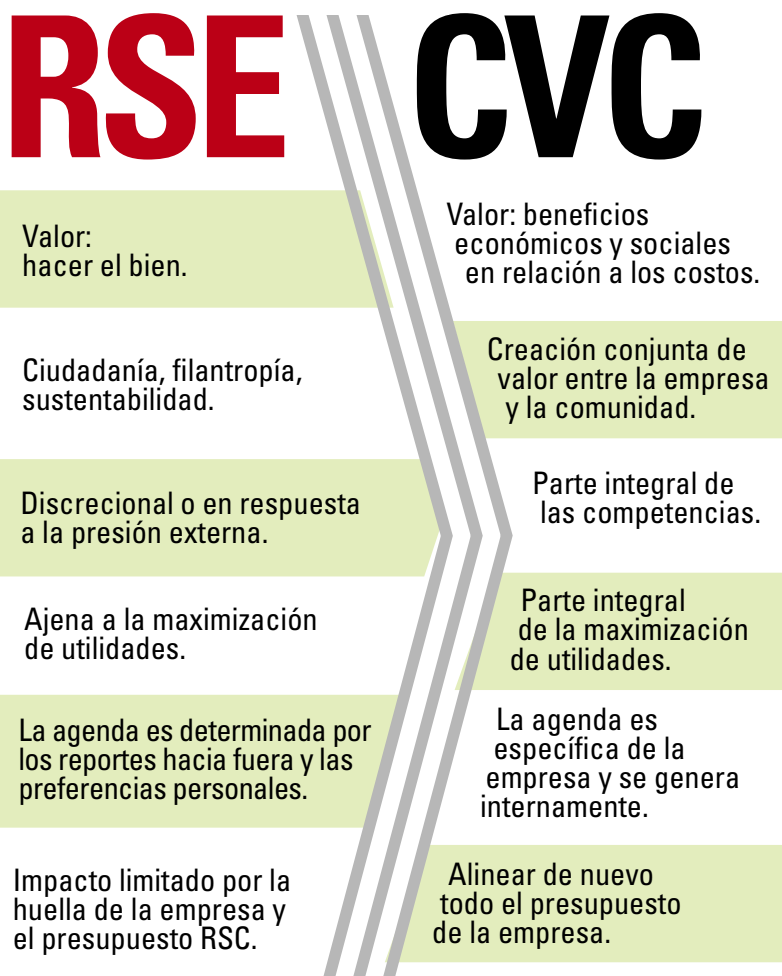 RSE
CVC
Valor:
hacer el bien.
Valor: beneficios
económicos y sociales
en relación a los costos.
Ciudadanía, filantropía,
sustentabilidad.
Creación conjunta de
valor entre la empresa
y la comunidad.
Discrecional o en respuesta
a la presión externa.
Parte integral de
las competencias.
Ajena a la maximización
de utilidades.
Parte integral
de la maximización
de utilidades.
La agenda es determinada por
los reportes hacia fuera y las
preferencias personales.
La agenda es
específica de la
empresa y se genera
internamente.
Impacto limitado por la
huella de la empresa y
el presupuesto RSC.
Alinear de nuevo
todo el presupuesto
de la empresa.